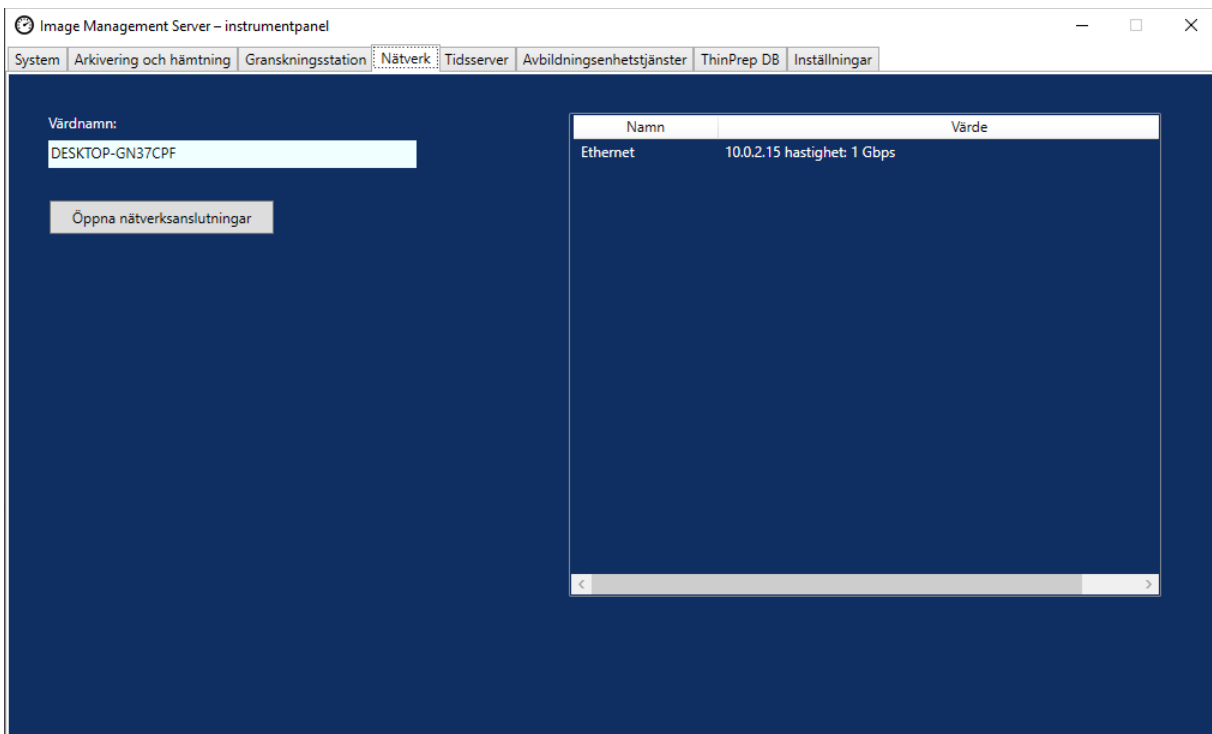 Image Management Server – instrumentpanel
System Arkivering och hämtning Granskningsstation Nätverk Tidsserver Avbildningsenhetstjänster ThinPrep DB Inställningar
Värdnamn:
DESKTOP-GN37CPF
Öppna nätverksanslutningar
Namn Värde
Ethernet 10.0.2.15 hastighet: 1 Gbps